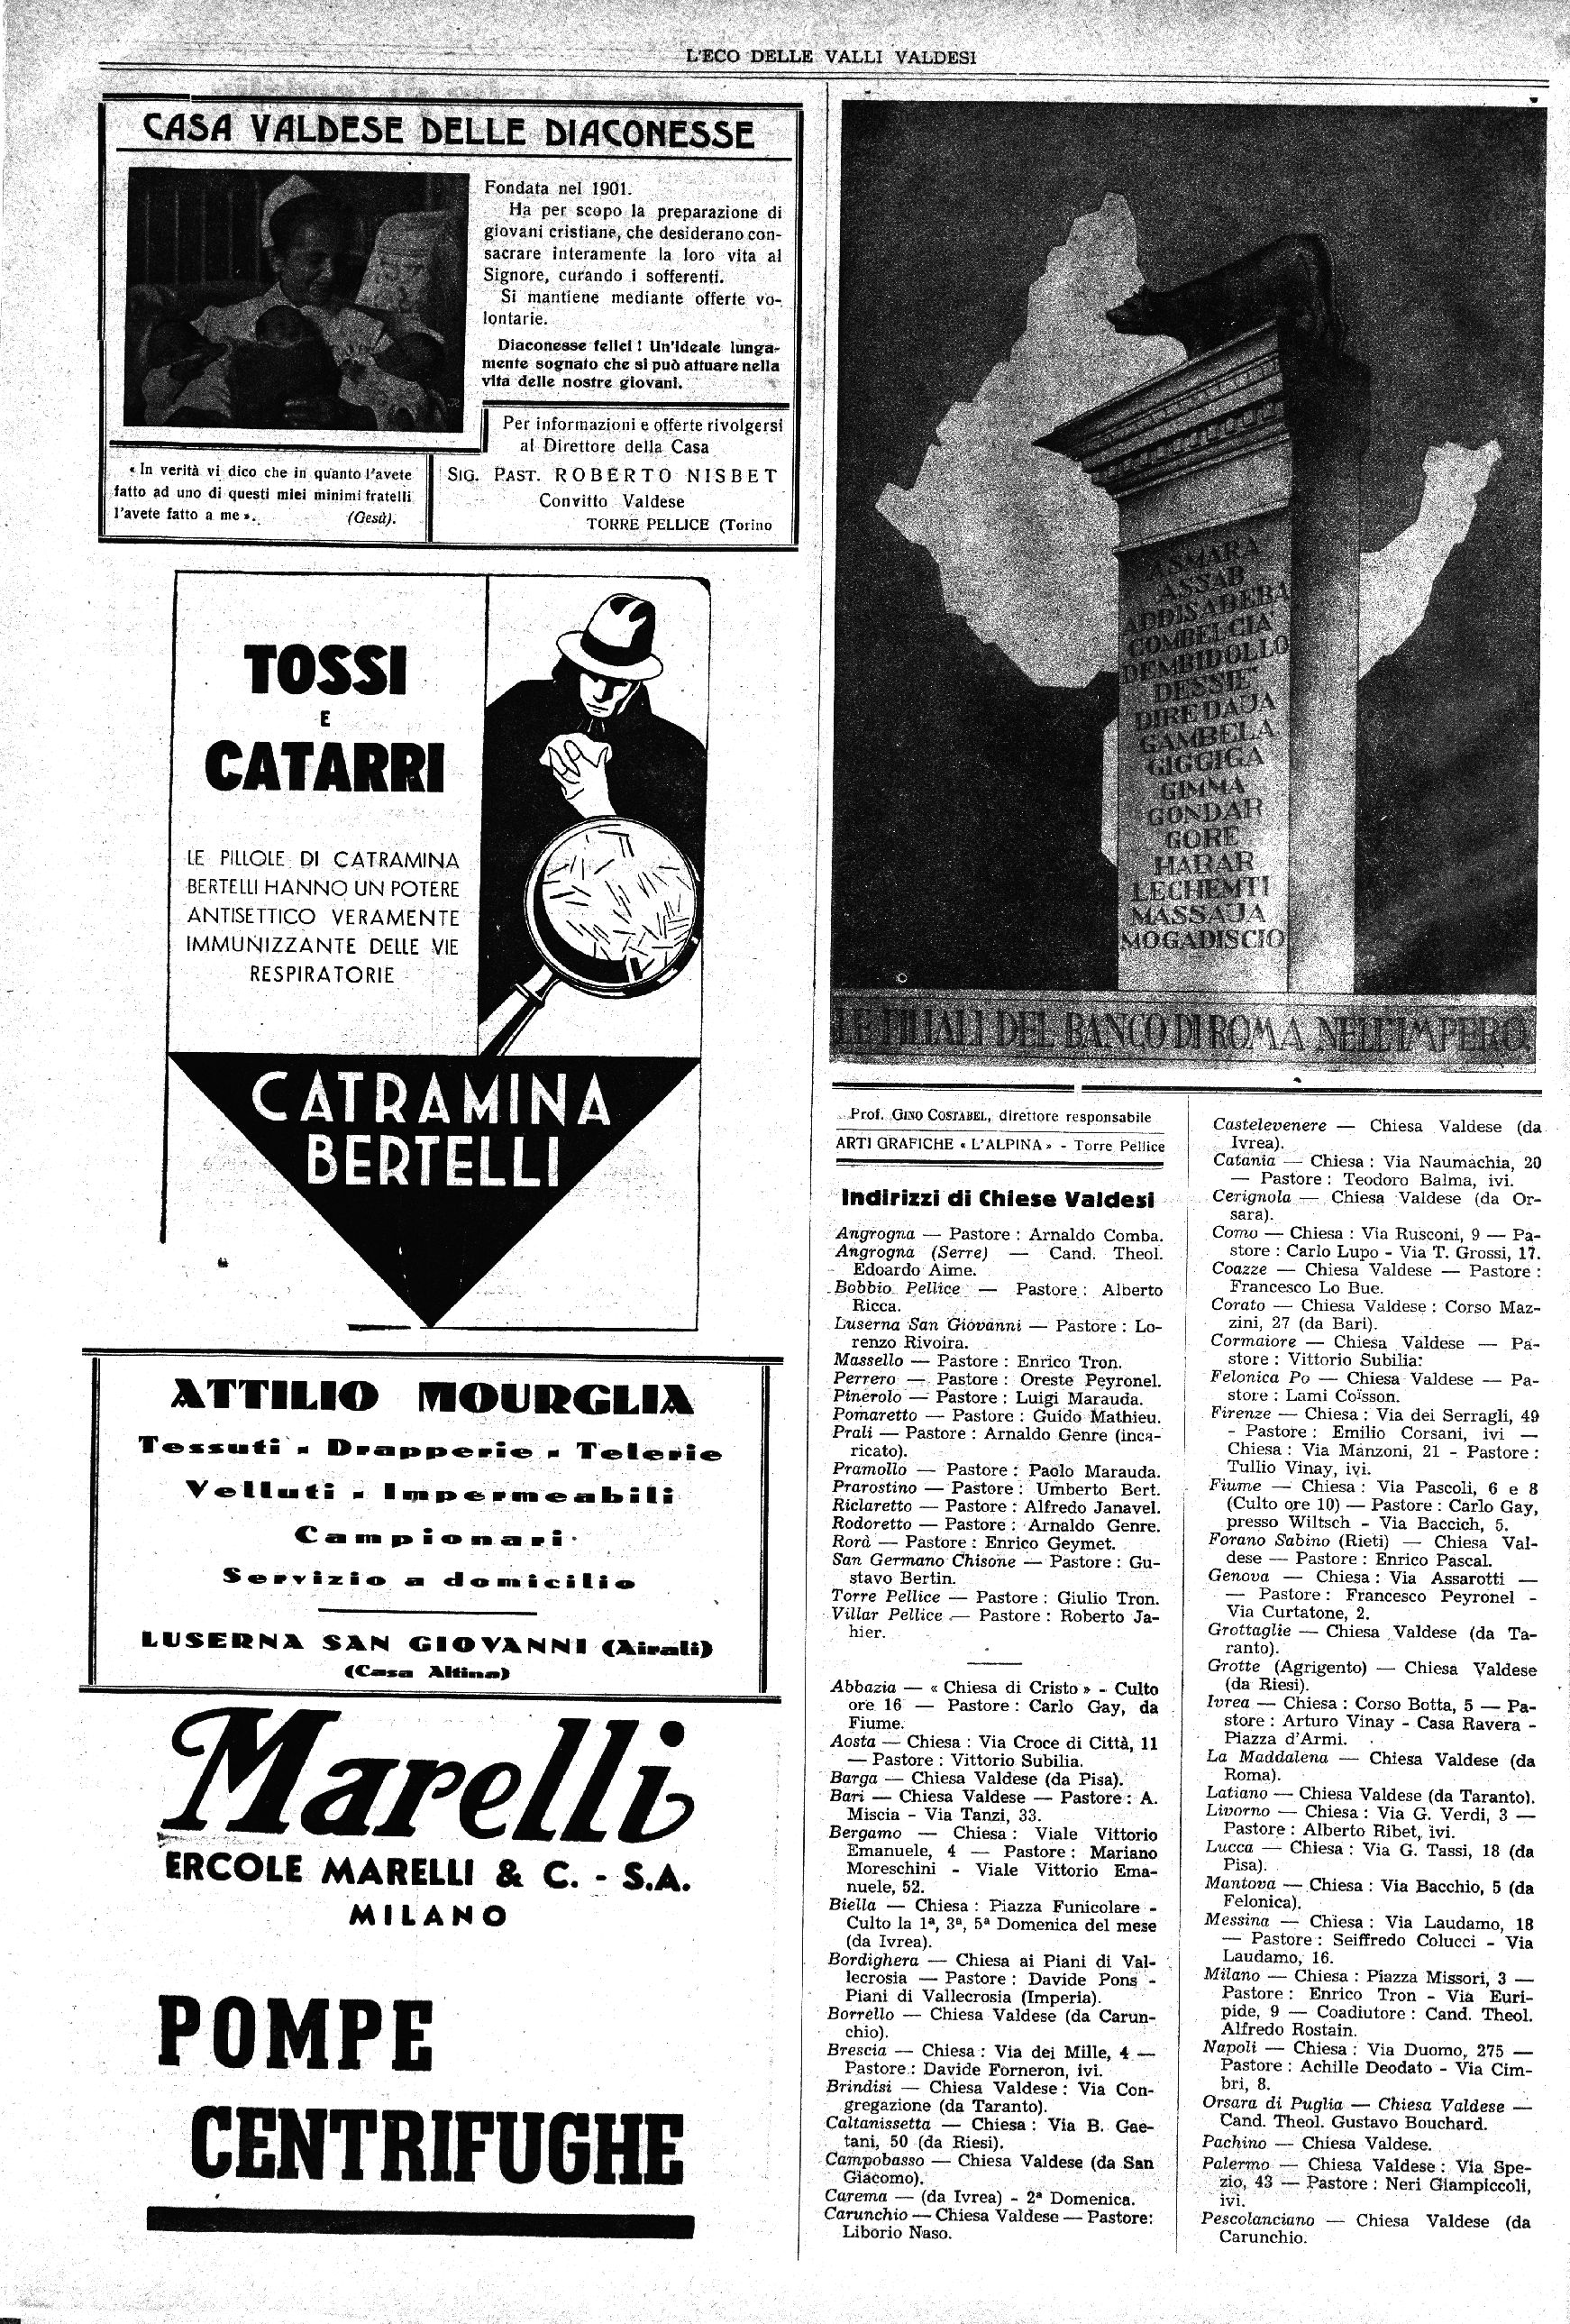 L'ECO DELLE VALLI VALDESI
CASA VALDESE DELLE DIACONESSE
Fondata nel 1901.
Ha per scopo la preparazione di
giovani cristiane, che desiderano con-
sacrare interamente la loro vita al
Signore, curando i sofferenti.
Si mantiene mediante offerte vo-
lontarie.
Diaconesse felici ! Un'ideale lunga-
mente sognato che si può attuare nella
vita delle nostre giovani.
Per informazioni e offerte rivolgersi
al Direttore della Casa
SIG. PAST. ROBERTO NISBET
Convitto Valdese
TORRE PELLICE (Torino
« In verità vi dico che in quanto l'avete
fatto ad uno di questi miei minimi fratelli
l'avete fatto a me ». (Gesù).
TOSSI
E
CATARRI
LE PILLOLE DI CATRAMINA
BERTELLI HANNO UN POTERE
ANTISETTICO VERAMENTE
IMMUNIZZANTE DELLE VIE
RESPIRATORIE
CATRAMINA
BERTELLI
ATTILIO MOURGLIA
Tessuti - Drapperie - Telerie
Velluti - Impermeabili
Campionari
Servizio a domicilio
LUSERNA SAN GIOVANNI (Airali)
(Casa Altina)
Marelli
ERCOLE MARELLI & C. - S.A.
MILANO
POMPE
CENTRIFUGHE
ASMARA
ASSAB
ADDISABEBA
COMBELCIA
DEMBIDOLLO
DESSIE'
DIREDAUA
GAMBELA
GIGGIGA
GIMMA
GONDAR
GORE
HARAR
LECHEMTI
MASSAUA
MOGADISCIO
LE FILIALI DEL BANCO DI ROMA NELL'IMPERO.
Prof. GINO COSTABEL, direttore responsabile
ARTI GRAFICHE « L'ALPINA » - Torre Pellice
Indirizzi di Chiese Valdesi
Angrogna — Pastore : Arnaldo Comba.
Angrogna (Serre) — Cand. Theol.
Edoardo Aime.
Bobbio Pellice — Pastore : Alberto
Ricca.
Luserna San Giovanni — Pastore : Lo-
renzo Rivoira.
Massello — Pastore : Enrico Tron.
Perrero — Pastore : Oreste Peyronel.
Pinerolo — Pastore : Luigi Marauda.
Pomaretto — Pastore : Guido Mathieu.
Prali — Pastore : Arnaldo Genre (inca-
ricato).
Pramollo — Pastore : Paolo Marauda.
Prarostino — Pastore : Umberto Bert.
Riclaretto — Pastore : Alfredo Janavel.
Rodoretto — Pastore : Arnaldo Genre.
Rorà — Pastore : Enrico Geymet.
San Germano Chisone — Pastore : Gu-
stavo Bertin.
Torre Pellice — Pastore : Giulio Tron.
Villar Pellice — Pastore : Roberto Ja-
hier.
Abbazia — « Chiesa di Cristo » - Culto
ore 16 — Pastore : Carlo Gay, da
Fiume.
Aosta — Chiesa : Via Croce di Città, 11
— Pastore : Vittorio Subilia.
Barga — Chiesa Valdese (da Pisa).
Bari — Chiesa Valdese — Pastore : A.
Miscia - Via Tanzi, 33.
Bergamo — Chiesa : Viale Vittorio
Emanuele, 4 — Pastore : Mariano
Moreschini - Viale Vittorio Ema-
nuele, 52.
Biella — Chiesa : Piazza Funicolare -
Culto la 1ª, 3ª, 5ª Domenica del mese
(da Ivrea).
Bordighera — Chiesa ai Piani di Val-
lecrosia — Pastore : Davide Pons -
Piani di Vallecrosia (Imperia).
Borrello — Chiesa Valdese (da Carun-
chio).
Brescia — Chiesa : Via dei Mille, 4 —
Pastore : Davide Forneron, ivi.
Brindisi — Chiesa Valdese : Via Con-
gregazione (da Taranto).
Caltanissetta — Chiesa : Via B. Gae-
tani, 50 (da Riesi).
Campobasso — Chiesa Valdese (da San
Giacomo).
Carema — (da Ivrea) - 2ª Domenica.
Carunchio — Chiesa Valdese — Pastore:
Liborio Naso.
Castelevenere — Chiesa Valdese (da
Ivrea).
Catania — Chiesa : Via Naumachia, 20
— Pastore : Teodoro Balma, ivi.
Cerignola — Chiesa Valdese (da Or-
sara).
Como — Chiesa : Via Rusconi, 9 — Pa-
store : Carlo Lupo - Via T. Grossi, 17.
Coazze — Chiesa Valdese — Pastore :
Francesco Lo Bue.
Corato — Chiesa Valdese : Corso Maz-
zini, 27 (da Bari).
Cormaiore — Chiesa Valdese — Pa-
store : Vittorio Subilia:
Felonica Po — Chiesa Valdese — Pa-
store : Lami Coïsson.
Firenze — Chiesa : Via dei Serragli, 49
- Pastore : Emilio Corsani, ivi —
Chiesa : Via Manzoni, 21 - Pastore :
Tullio Vinay, ivi.
Fiume — Chiesa : Via Pascoli, 6 e 8
(Culto ore 10) — Pastore : Carlo Gay,
presso Wiltsch - Via Baccich, 5.
Forano Sabino (Rieti) — Chiesa Val-
dese — Pastore : Enrico Pascal.
Genova — Chiesa : Via Assarotti —
— Pastore : Francesco Peyronel -
Via Curtatone, 2.
Grottaglie — Chiesa Valdese (da Ta-
ranto).
Grotte (Agrigento) — Chiesa Valdese
(da Riesi).
Ivrea — Chiesa : Corso Botta, 5 — Pa-
store : Arturo Vinay - Casa Ravera -
Piazza d'Armi.
La Maddalena — Chiesa Valdese (da
Roma).
Latiano — Chiesa Valdese (da Taranto).
Livorno — Chiesa : Via G. Verdi, 3 —
Pastore : Alberto Ribet, ivi.
Lucca — Chiesa : Via G. Tassi, 18 (da
Pisa).
Mantova — Chiesa : Via Bacchio, 5 (da
Felonica).
Messina — Chiesa : Via Laudamo, 18
— Pastore : Seiffredo Colucci - Via
Laudamo, 16.
Milano — Chiesa : Piazza Missori, 3 —
Pastore : Enrico Tron - Via Euri-
pide, 9 — Coadiutore : Cand. Theol.
Alfredo Rostain.
Napoli — Chiesa : Via Duomo, 275 —
Pastore : Achille Deodato - Via Cim-
bri, 8.
Orsara di Puglia — Chiesa Valdese —
Cand. Theol. Gustavo Bouchard.
Pachino — Chiesa Valdese.
Palermo — Chiesa Valdese : Via Spe-
zio, 43 — Pastore : Neri Giampiccoli,
ivi.
Pescolanciano — Chiesa Valdese (da
Carunchio.